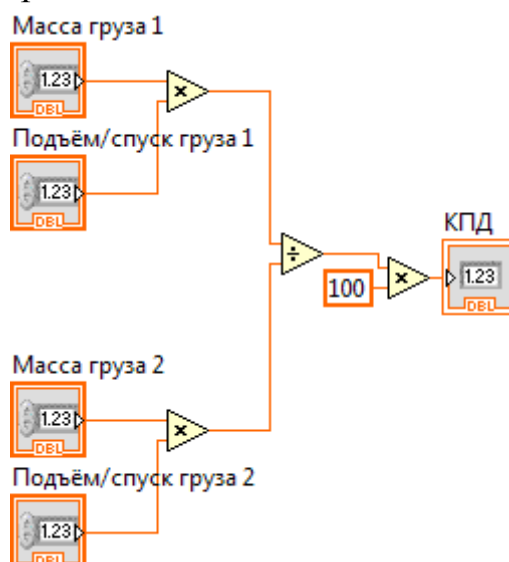 Масса груза 1
1.23
DBL
×
Подъём/спуск груза 1
1.23
DBL
÷
КПД
100
×
1.23
DBL
Масса груза 2
1.23
DBL
×
Подъём/спуск груза 2
1.23
DBL